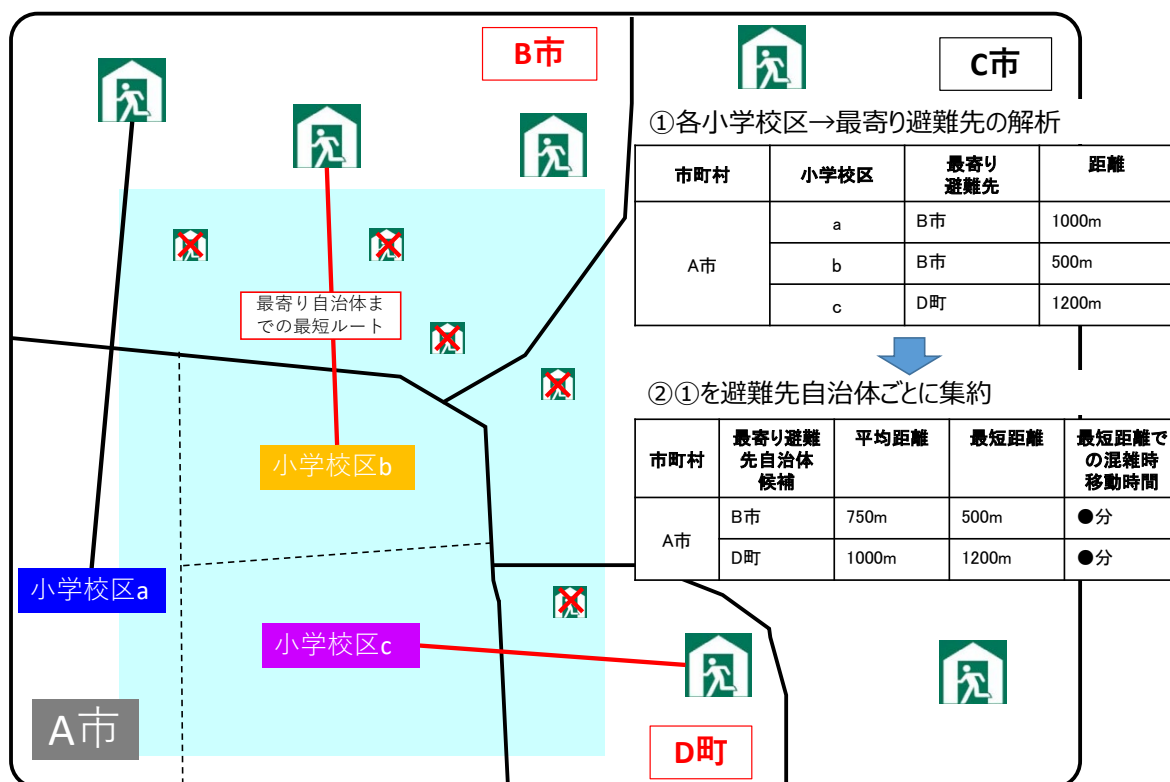 B市
C市
①各小学校区→最寄り避難先の解析
市町村 小学校区 最寄り 距離
避難先
A市
a B市 1000m
b B市 500m
c D町 1200m
最寄り自治体ま
での最短ルート
②①を避難先自治体ごとに集約
市町村 最寄り避難 平均距離 最短距離 最短距離で
先自治体 の混雑時
候補 移動時間
A市
B市 750m 500m ●分
D町 1000m 1200m ●分
小学校区b
小学校区a
小学校区c
A市
D町